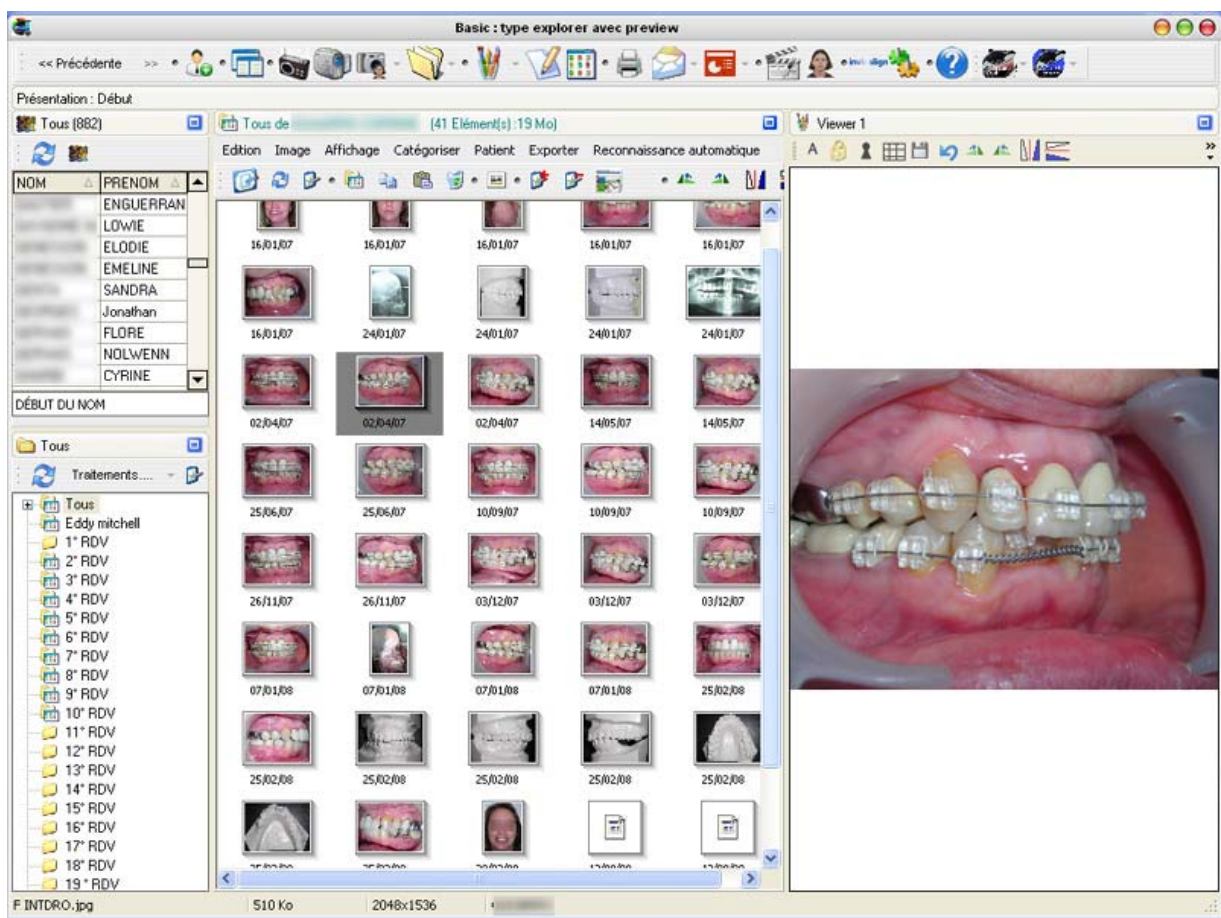 Basic : type explorer avec preview
<< Précédente >>
Présentation : Début
Tous (882)
NOM PRENOM
ENGUERRAN
LOWIE
ELODIE
EMELINE
SANDRA
Jonathan
FLORE
NOLWENN
CYRINE
DÉBUT DU NOM
Tous
Traitements....
Tous
Eddy mitchell
1° RDV
2° RDV
3° RDV
4° RDV
5° RDV
6° RDV
7° RDV
8° RDV
9° RDV
10° RDV
11° RDV
12° RDV
13° RDV
14° RDV
15° RDV
16° RDV
17° RDV
18° RDV
19 ° RDV
Tous de (41 Elément(s) :19 Mo)
Edition Image Affichage Catégoriser Patient Exporter Reconnaissance automatique
16/01/07 16/01/07 16/01/07 16/01/07 16/01/07
16/01/07 24/01/07 24/01/07 24/01/07 24/01/07
02/04/07 02/04/07 02/04/07 14/05/07 14/05/07
25/06/07 25/06/07 10/09/07 10/09/07 10/09/07
26/11/07 26/11/07 03/12/07 03/12/07 03/12/07
07/01/08 07/01/08 07/01/08 07/01/08 25/02/08
25/02/08 25/02/08 25/02/08 25/02/08 25/02/08
Viewer 1
A
F INTDRO.jpg 510 Ko 2048x1536